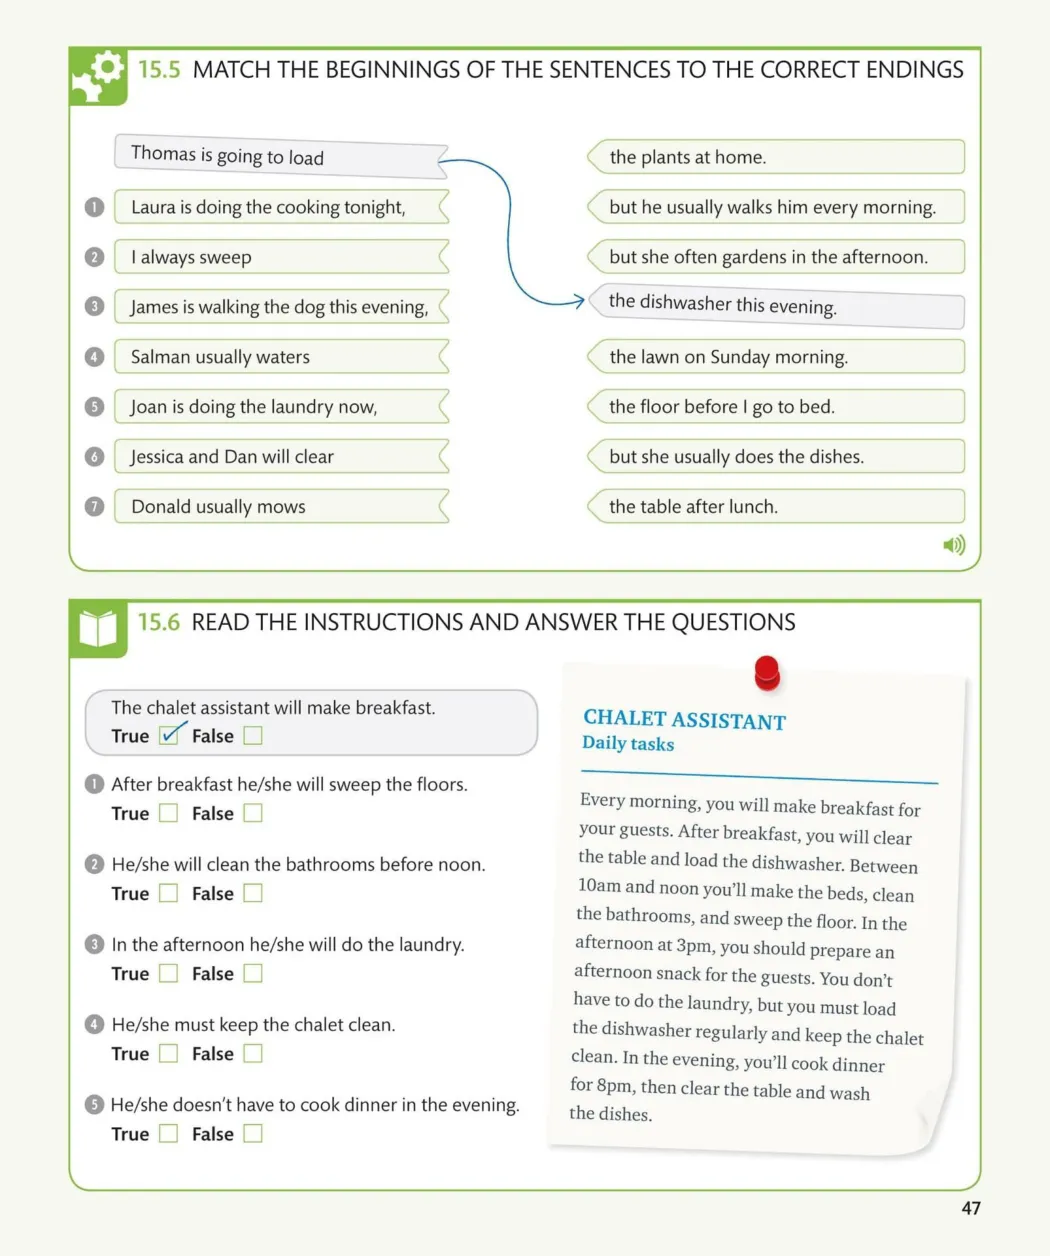 15.5 MATCH THE BEGINNINGS OF THE SENTENCES TO THE CORRECT ENDINGS
Thomas is going to load
1 Laura is doing the cooking tonight,
2 I always sweep
3 James is walking the dog this evening,
4 Salman usually waters
5 Joan is doing the laundry now,
6 Jessica and Dan will clear
7 Donald usually mows
the plants at home.
but he usually walks him every morning.
but she often gardens in the afternoon.
the dishwasher this evening.
the lawn on Sunday morning.
the floor before I go to bed.
but she usually does the dishes.
the table after lunch.
15.6 READ THE INSTRUCTIONS AND ANSWER THE QUESTIONS
The chalet assistant will make breakfast.
True False
1 After breakfast he/she will sweep the floors.
True False
2 He/she will clean the bathrooms before noon.
True False
3 In the afternoon he/she will do the laundry.
True False
4 He/she must keep the chalet clean.
True False
5 He/she doesn't have to cook dinner in the evening.
True False
CHALET ASSISTANT
Daily tasks
Every morning, you will make breakfast for
your guests. After breakfast, you will clear
the table and load the dishwasher. Between
10am and noon you'll make the beds, clean
the bathrooms, and sweep the floor. In the
afternoon at 3pm, you should prepare an
afternoon snack for the guests. You don't
have to do the laundry, but you must load
the dishwasher regularly and keep the chalet
clean. In the evening, you'll cook dinner
for 8pm, then clear the table and wash
the dishes.
47